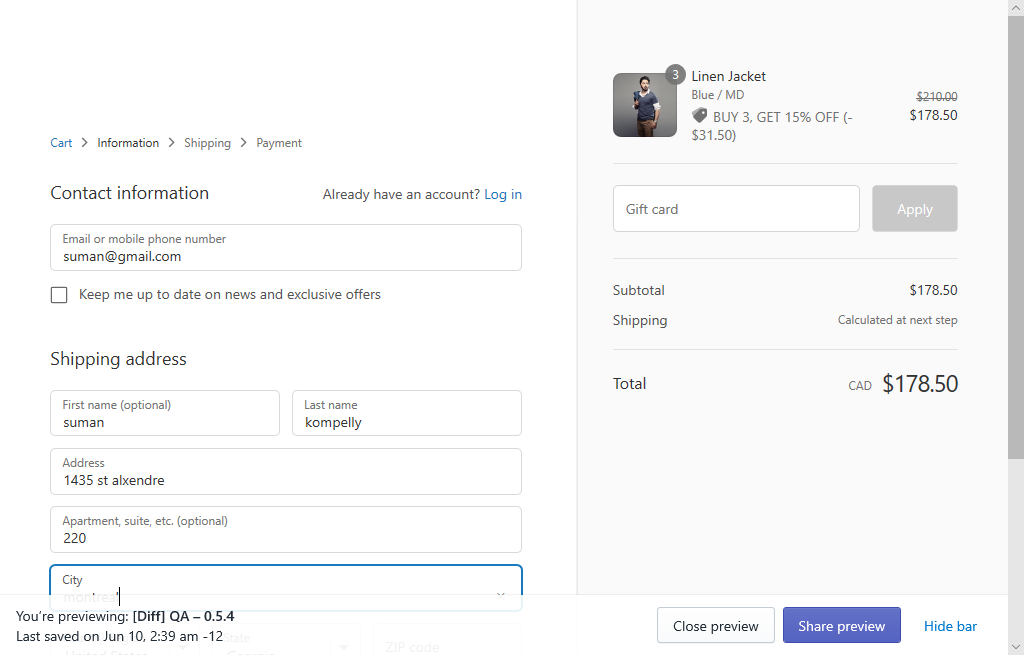 Cart > Information > Shipping > Payment
Contact information
Already have an account? Log in
Email or mobile phone number
suman@gmail.com
Keep me up to date on news and exclusive offers
Shipping address
First name (optional)
suman
Last name
kompelly
Address
1435 st alxendre
Apartment, suite, etc. (optional)
220
City
montreal
State
United States
Georgia
ZIP code
3
Linen Jacket
Blue / MD
BUY 3, GET 15% OFF (-
$31.50)
$210.00
$178.50
Gift card
Apply
Subtotal
$178.50
Shipping
Calculated at next step
Total
CAD $178.50
You're previewing: [Diff] QA – 0.5.4
Last saved on Jun 10, 2:39 am -12
Close preview
Share preview
Hide bar